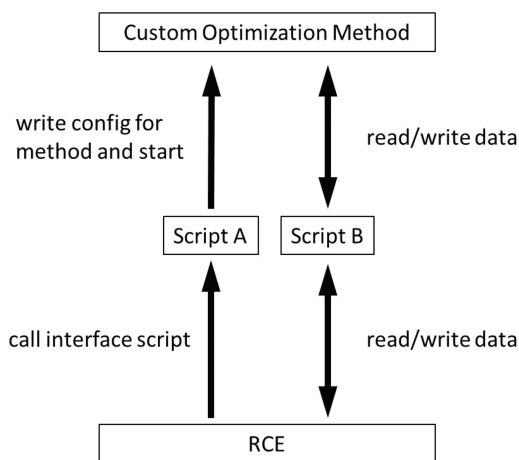 Custom Optimization Method
write config for
method and start
read/write data
Script A
Script B
call interface script
read/write data
RCE